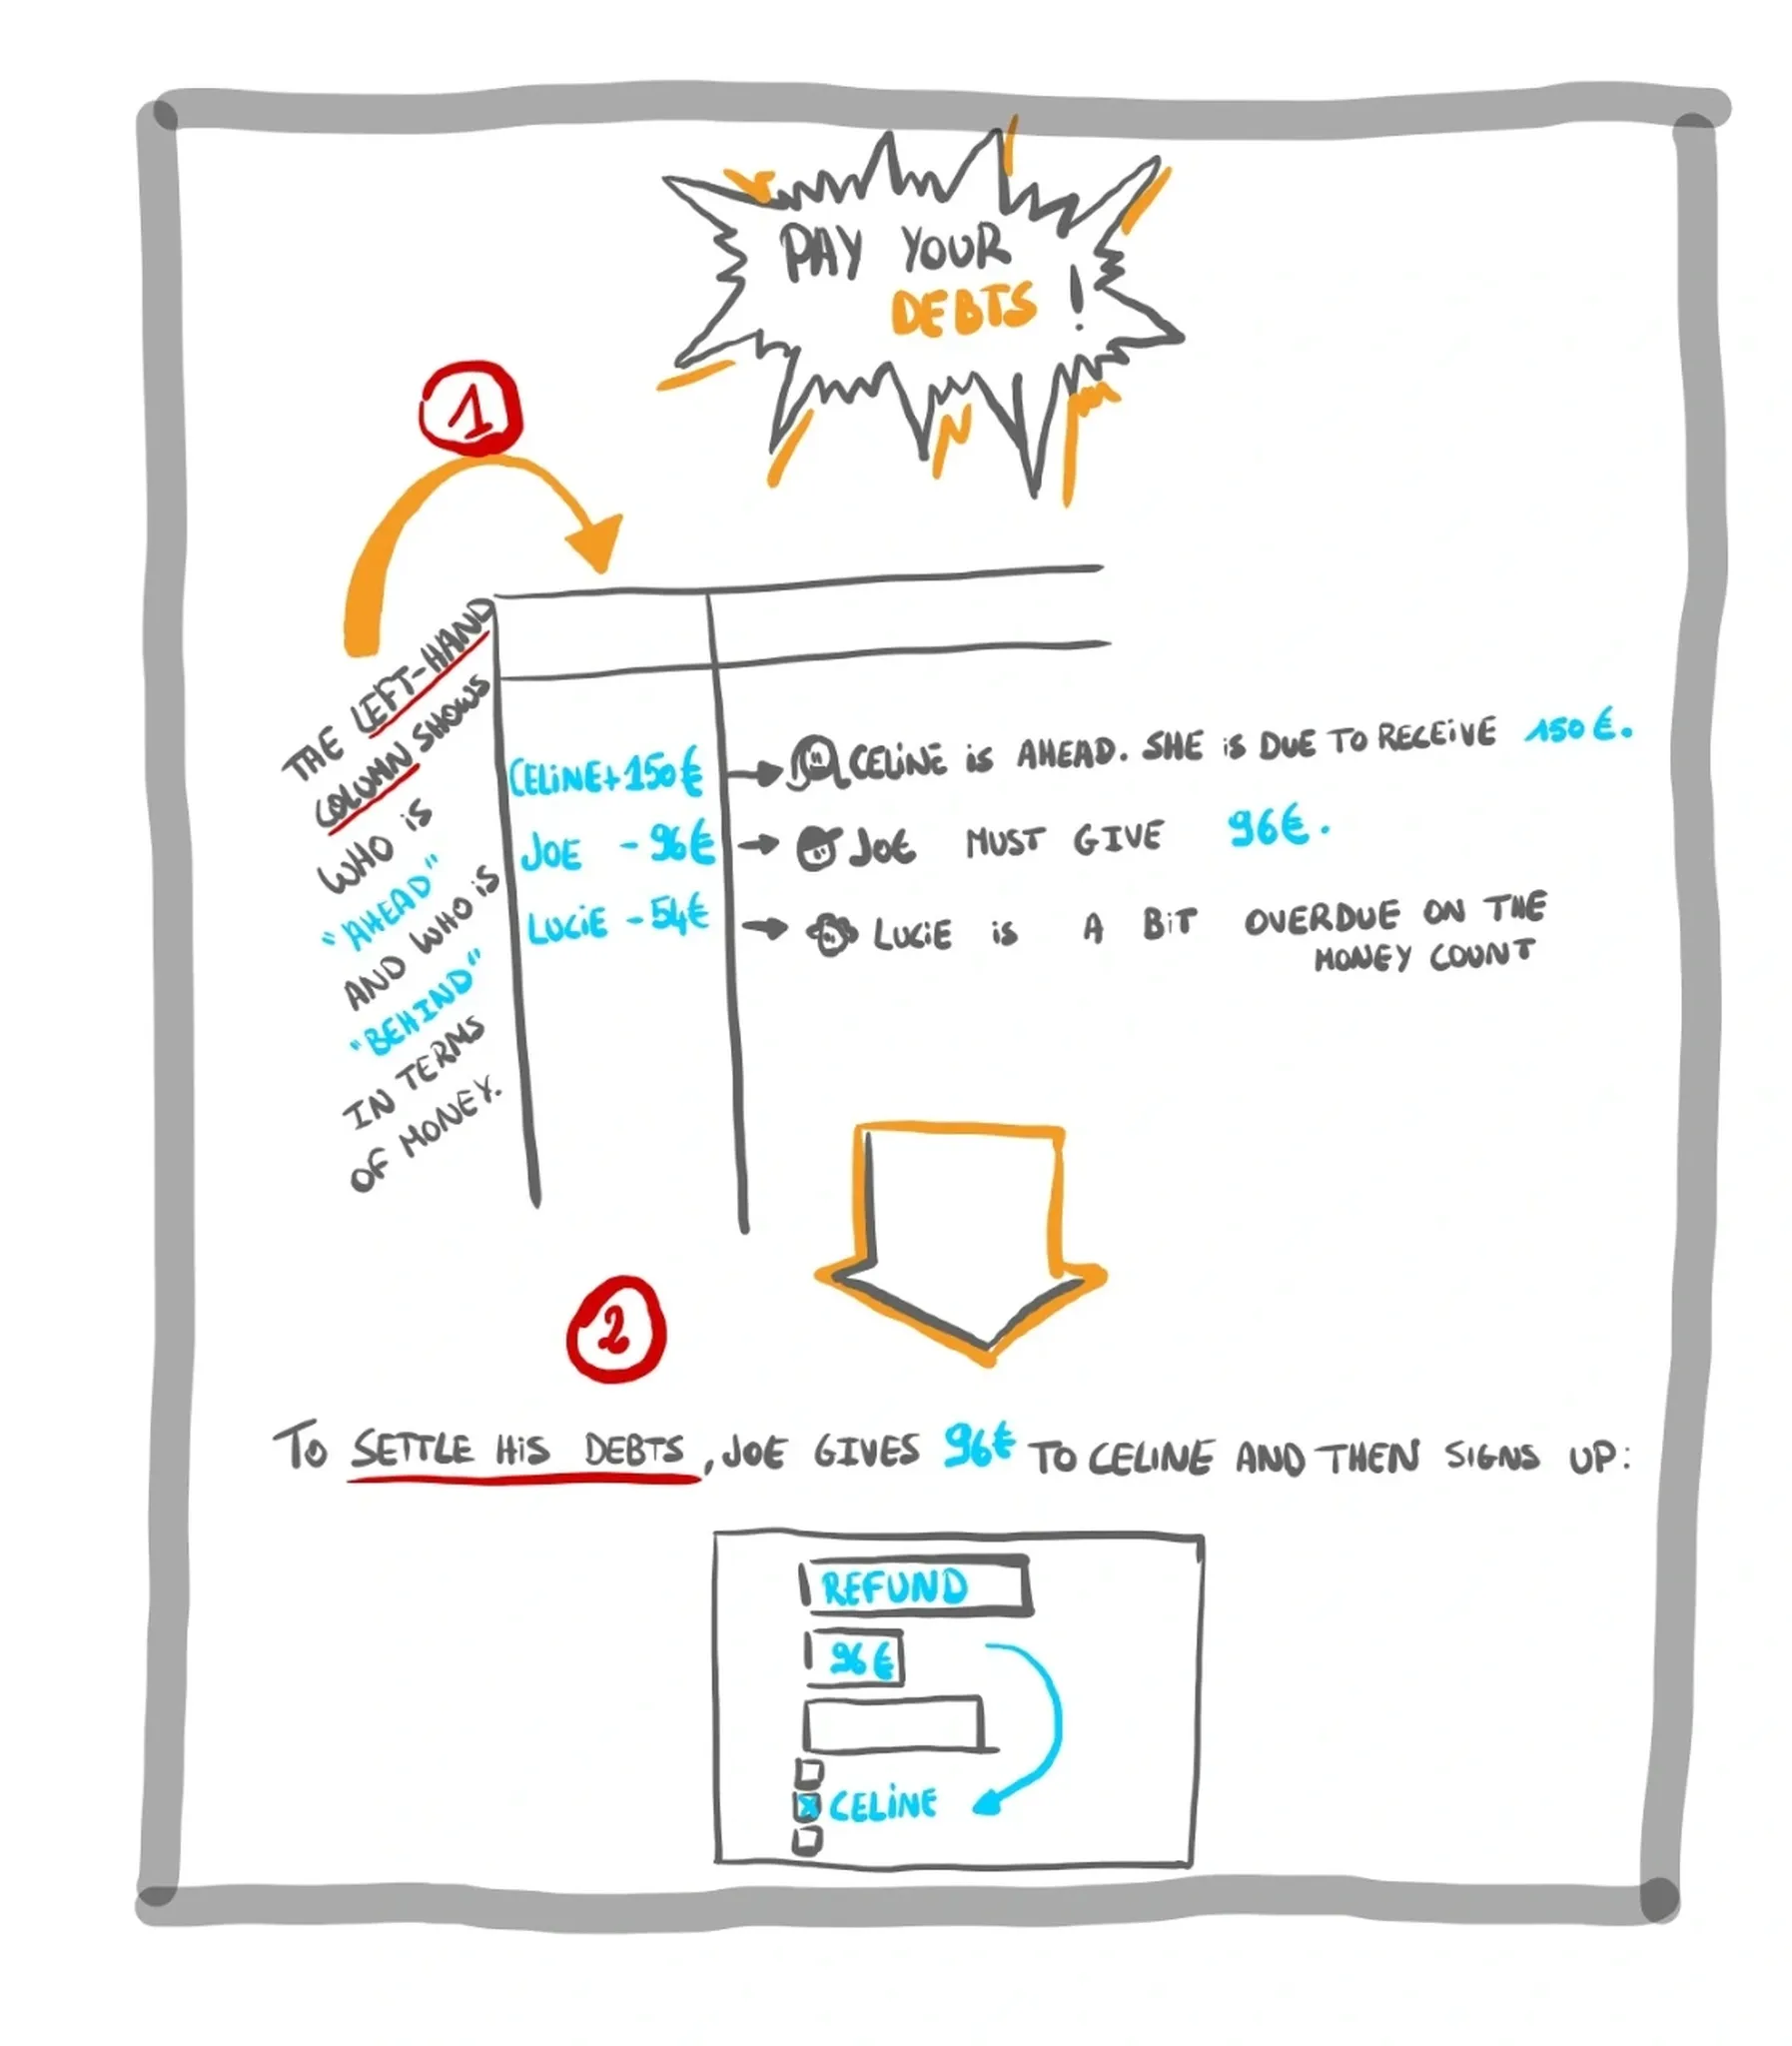 PAY YOUR
DEBTS !
1
THE LEFT-HAND
COLUMN SHOWS
WHO IS
"AHEAD"
AND WHO IS
"BEHIND"
IN TERMS
OF MONEY.
CELINE+150€
CELINE IS AHEAD. SHE IS DUE TO RECEIVE 150€.
JOE -96€
JOE MUST GIVE 96€.
LUCIE -54€
LUCIE IS A BIT OVERDUE ON THE
MONEY COUNT
2
TO SETTLE HIS DEBTS, JOE GIVES 96€ TO CELINE AND THEN SIGNS UP:
REFUND
96€
X CELINE